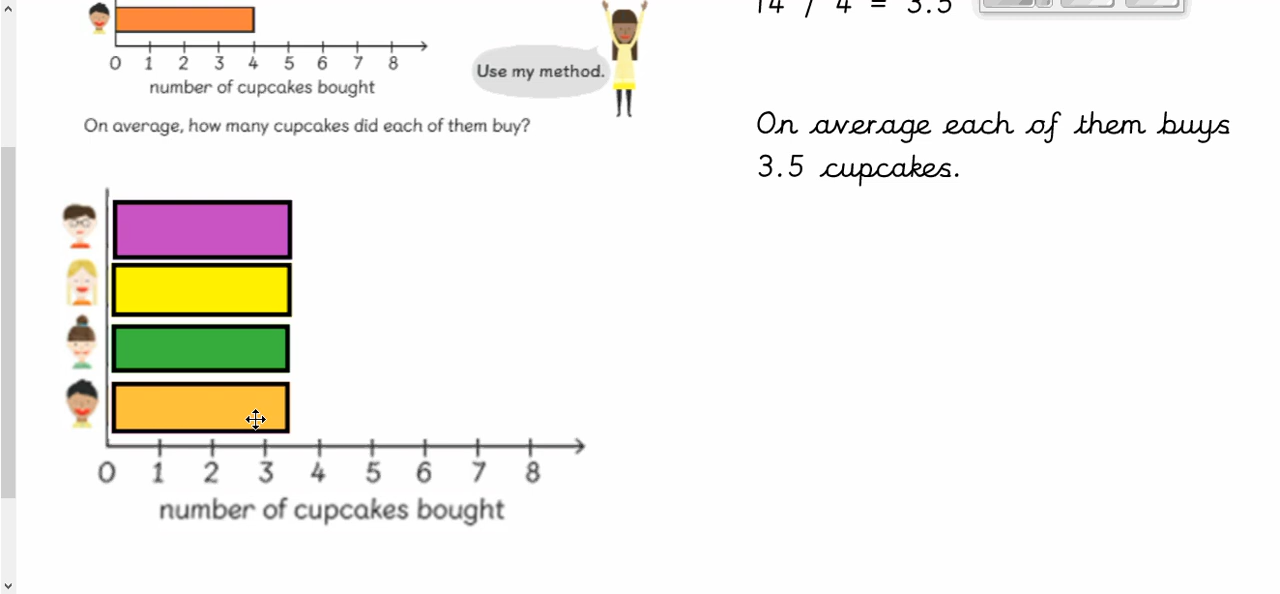 14 / 4 = 3.5
0 1 2 3 4 5 6 7 8
number of cupcakes bought
Use my method.
On average, how many cupcakes did each of them buy?
On average each of them buys
3.5 cupcakes.
0 1 2 3 4 5 6 7 8
number of cupcakes bought